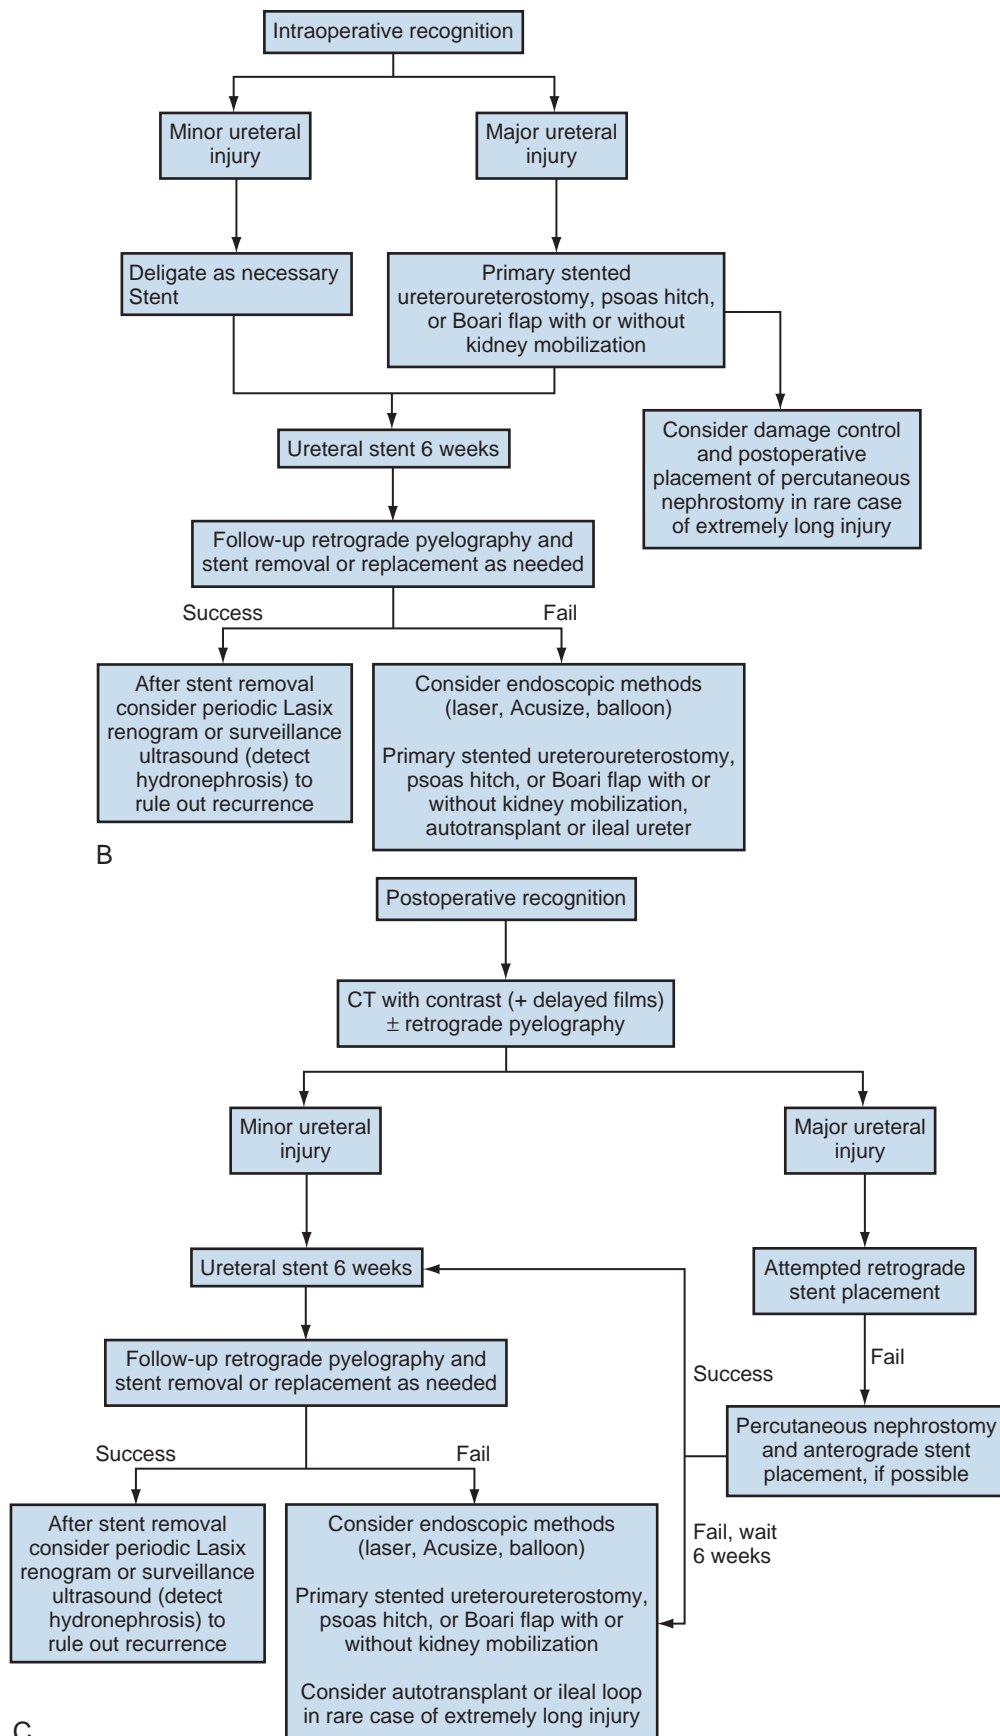 Intraoperative recognition
Minor ureteral
injury
Major ureteral
injury
Deligate as necessary
Stent
Primary stented
ureteroureterostomy, psoas hitch,
or Boari flap with or without
kidney mobilization
Consider damage control
and postoperative
placement of percutaneous
nephrostomy in rare case
of extremely long injury
Ureteral stent 6 weeks
Follow-up retrograde pyelography and
stent removal or replacement as needed
Success
Fail
After stent removal
consider periodic Lasix
renogram or surveillance
ultrasound (detect
hydronephrosis) to
rule out recurrence
Consider endoscopic methods
(laser, Acusize, balloon)
Primary stented ureteroureterostomy,
psoas hitch, or Boari flap with or
without kidney mobilization,
autotransplant or ileal ureter
B
Postoperative recognition
CT with contrast (+ delayed films)
± retrograde pyelography
Minor ureteral
injury
Major ureteral
injury
Ureteral stent 6 weeks
Attempted retrograde
stent placement
Follow-up retrograde pyelography and
stent removal or replacement as needed
Fail
Success
Percutaneous nephrostomy
and anterograde stent
placement, if possible
Success
Fail
Fail, wait
6 weeks
After stent removal
consider periodic Lasix
renogram or surveillance
ultrasound (detect
hydronephrosis) to
rule out recurrence
Consider endoscopic methods
(laser, Acusize, balloon)
Primary stented ureteroureterostomy,
psoas hitch, or Boari flap with or
without kidney mobilization
Consider autotransplant or ileal loop
in rare case of extremely long injury
C